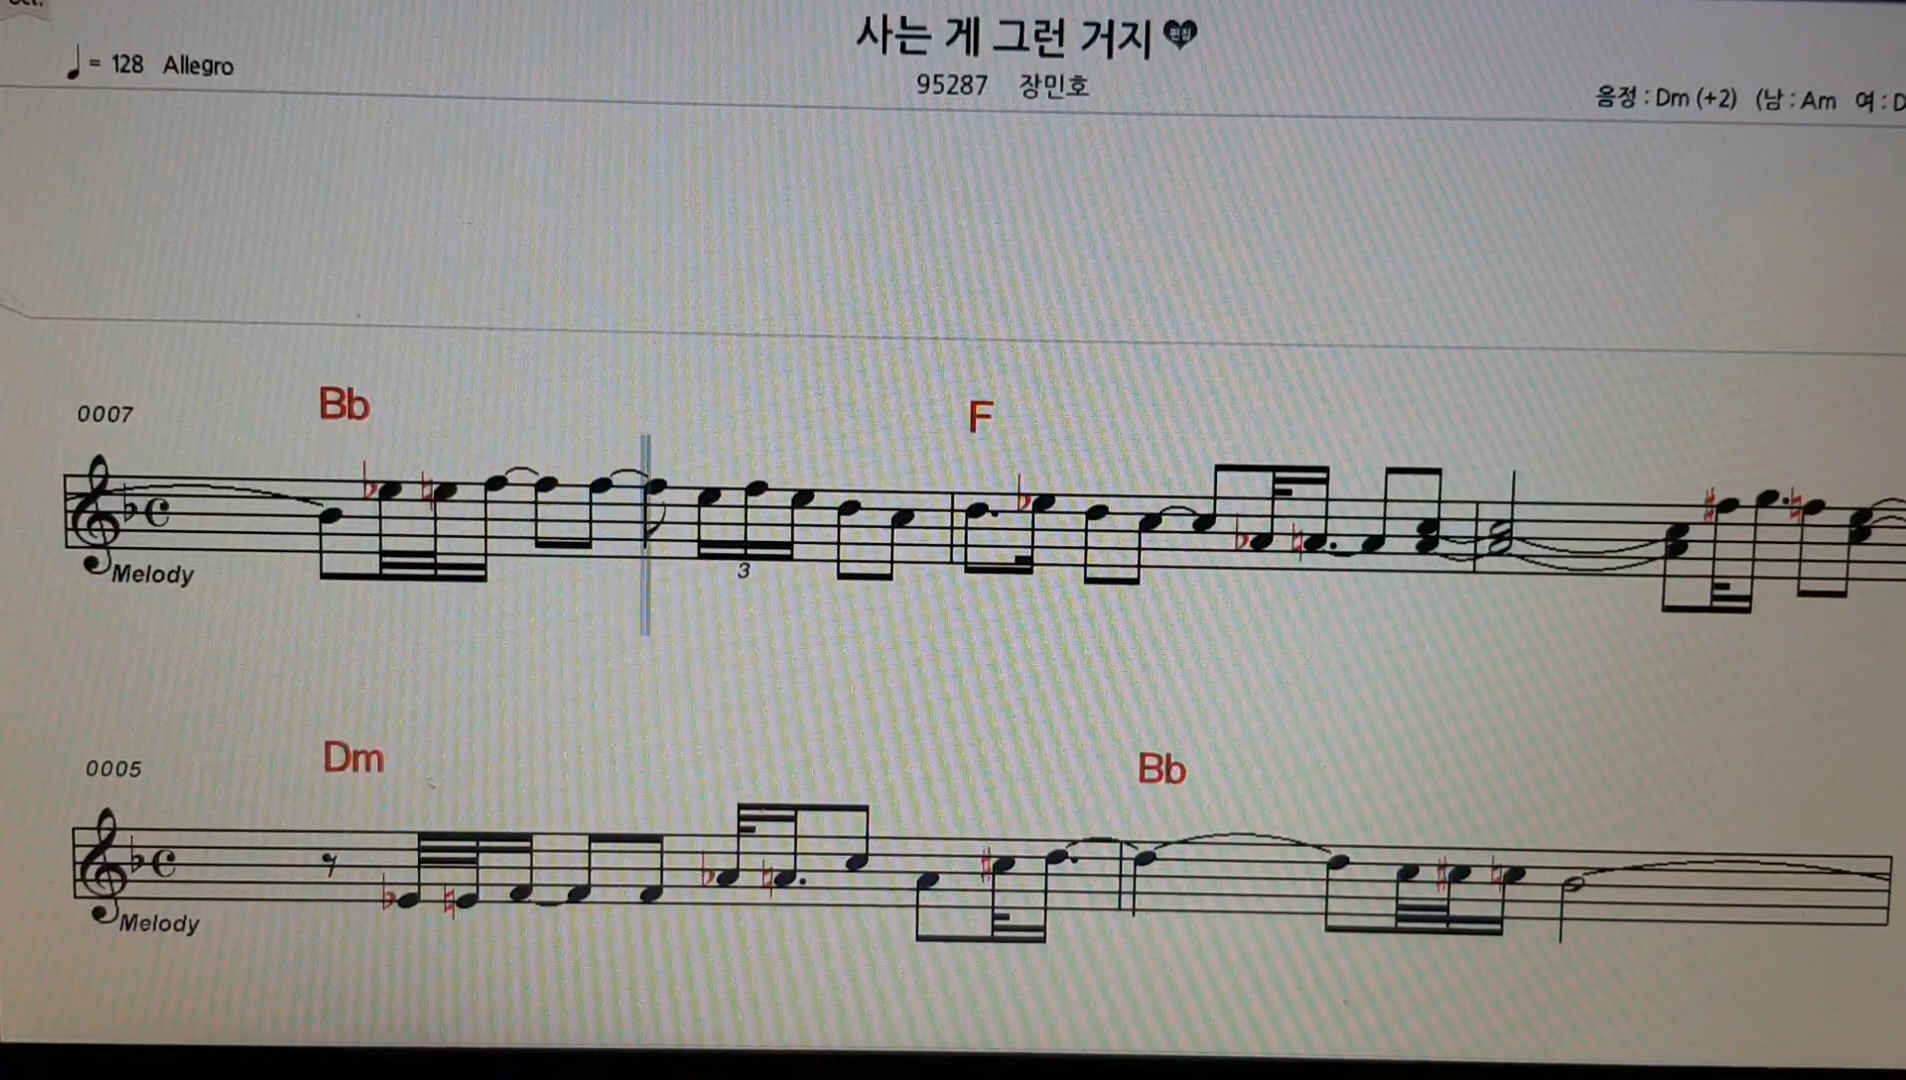 사는 게 그런 거지
= 128 Allegro
95287 장민호
음정 : Dm (+2) (남 : Am 여 : D
Bb F
0007
Melody
3
Dm Bb
0005
Melody